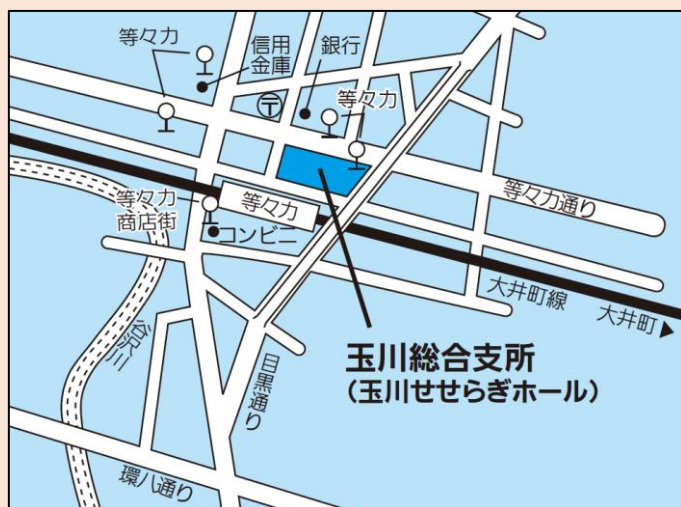 等々力
信用
金庫
銀行
〒
等々力
等々力
商店街
等々力
コンビニ
等々力通り
大井町線
大井町▶
谷沢川
目黒通り
玉川総合支所
(玉川せせらぎホール)
環八通り